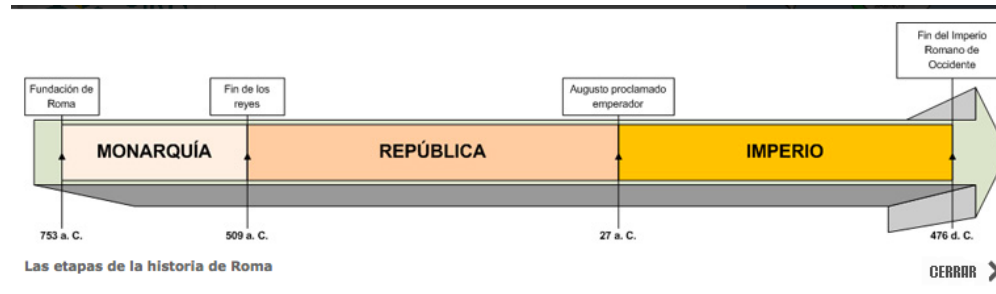 Fin del Imperio
Romano de
Occidente
Fundación de
Roma
Fin de los
reyes
Augusto proclamado
emperador
MONARQUÍA
REPÚBLICA
IMPERIO
753 a. C.
509 a. C.
27 a. C.
476 d. C.
Las etapas de la historia de Roma
CERRAR